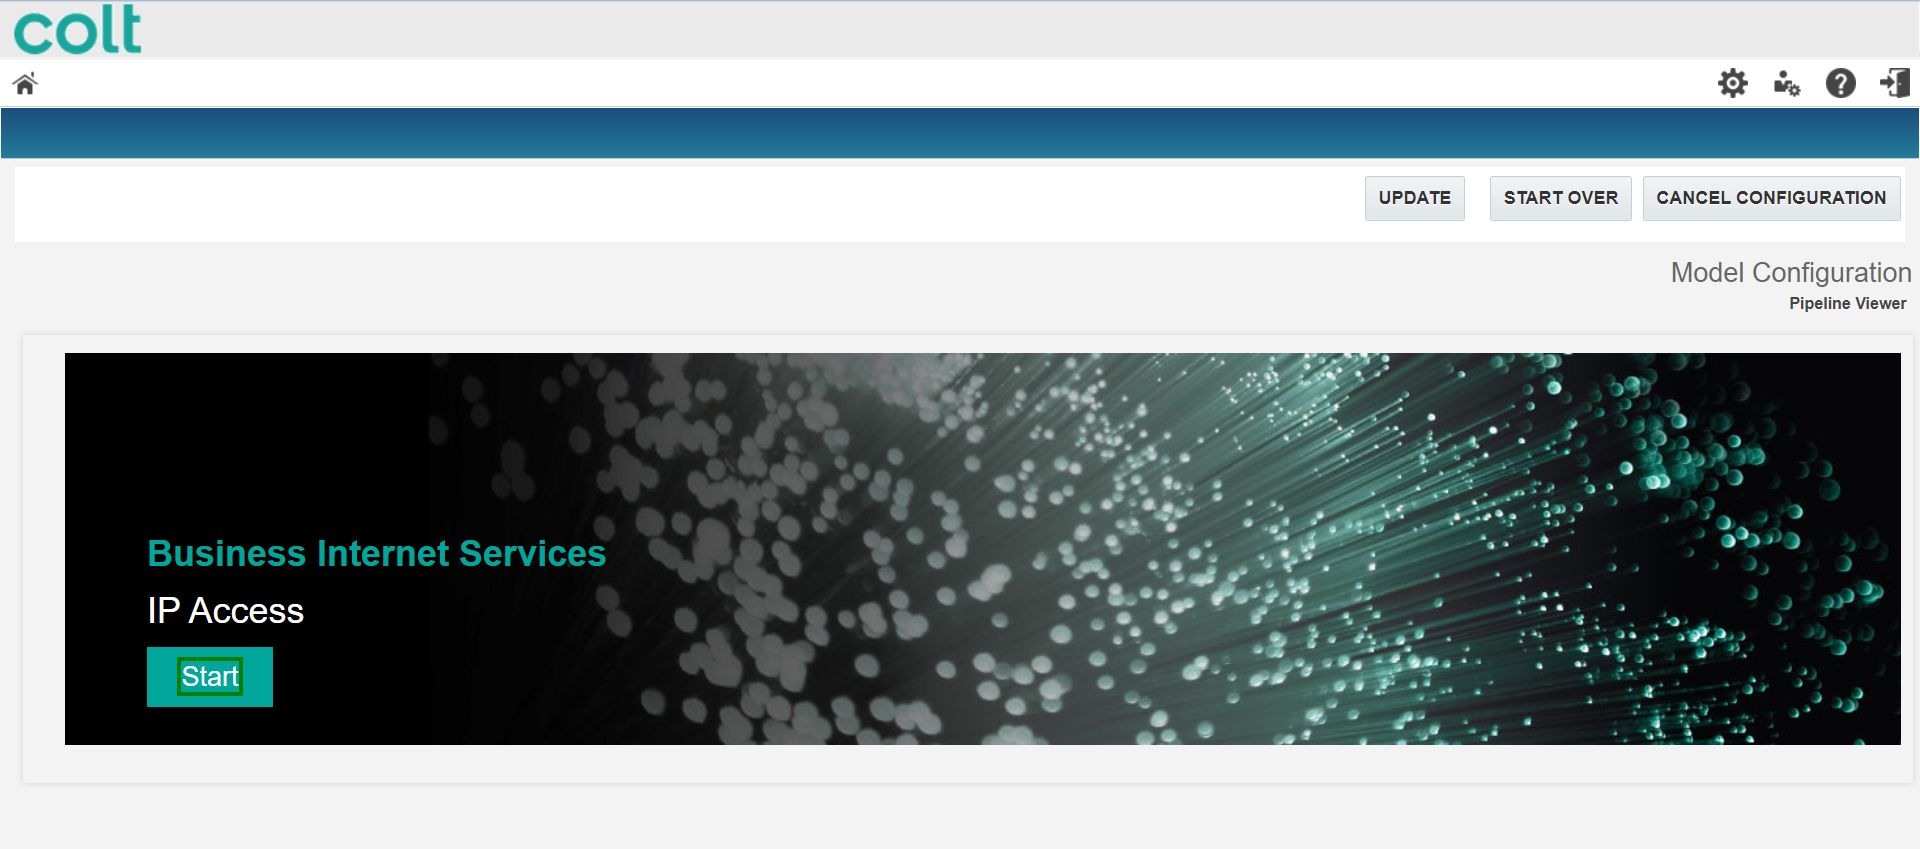 colt
UPDATE START OVER CANCEL CONFIGURATION
Model Configuration
Pipeline Viewer
Business Internet Services
IP Access
Start